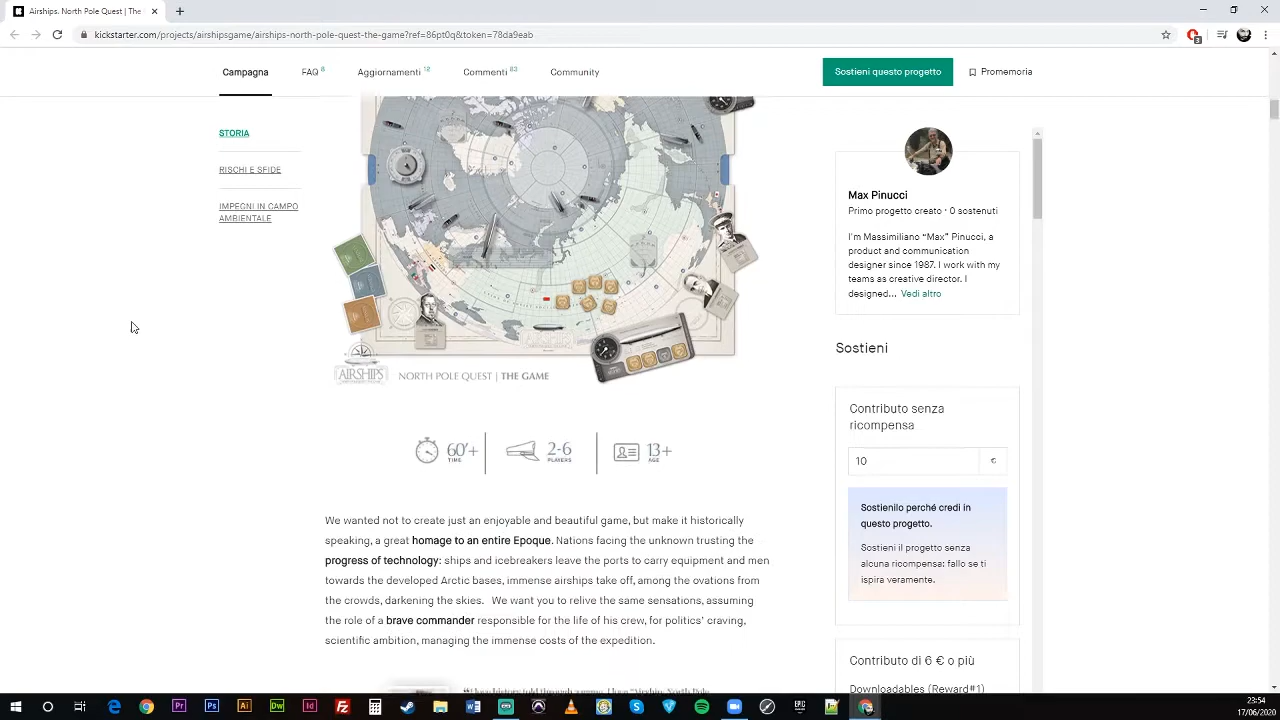 Airships. North Pole Quest | The
kickstarter.com/projects/airshipsgame/airships-north-pole-quest-the-game?ref=86pt0q&token=78da9eab
3
Campagna
FAQ 8
Aggiornamenti 12
Commenti 83
Community
Sostieni questo progetto
Promemoria
STORIA
RISCHI E SFIDE
IMPEGNI IN CAMPO
AMBIENTALE
AIRSHIPS
NORTH POLE QUEST | THE GAME
60'+
TIME
2-6
PLAYERS
13+
AGE
We wanted not to create just an enjoyable and beautiful game, but make it historically
speaking, a great homage to an entire Epoque. Nations facing the unknown trusting the
progress of technology: ships and icebreakers leave the ports to carry equipment and men
towards the developed Arctic bases, immense airships take off, among the ovations from
the crowds, darkening the skies. We want you to relive the same sensations, assuming
the role of a brave commander responsible for the life of his crew, for politics' craving,
scientific ambition, managing the immense costs of the expedition.
Max Pinucci
Primo progetto creato · 0 sostenuti
I'm Massimiliano “Max” Pinucci, a
product and communication
designer since 1987. I work with my
teams as creative director. I
designed... Vedi altro
Sostieni
Contributo senza
ricompensa
10
€
Sostienilo perché credi in
questo progetto.
Sostieni il progetto senza
alcuna ricompensa: fallo se ti
ispira veramente.
Contributo di 6 € o più
Downloadables (Reward#1)
23:54
17/06/2020